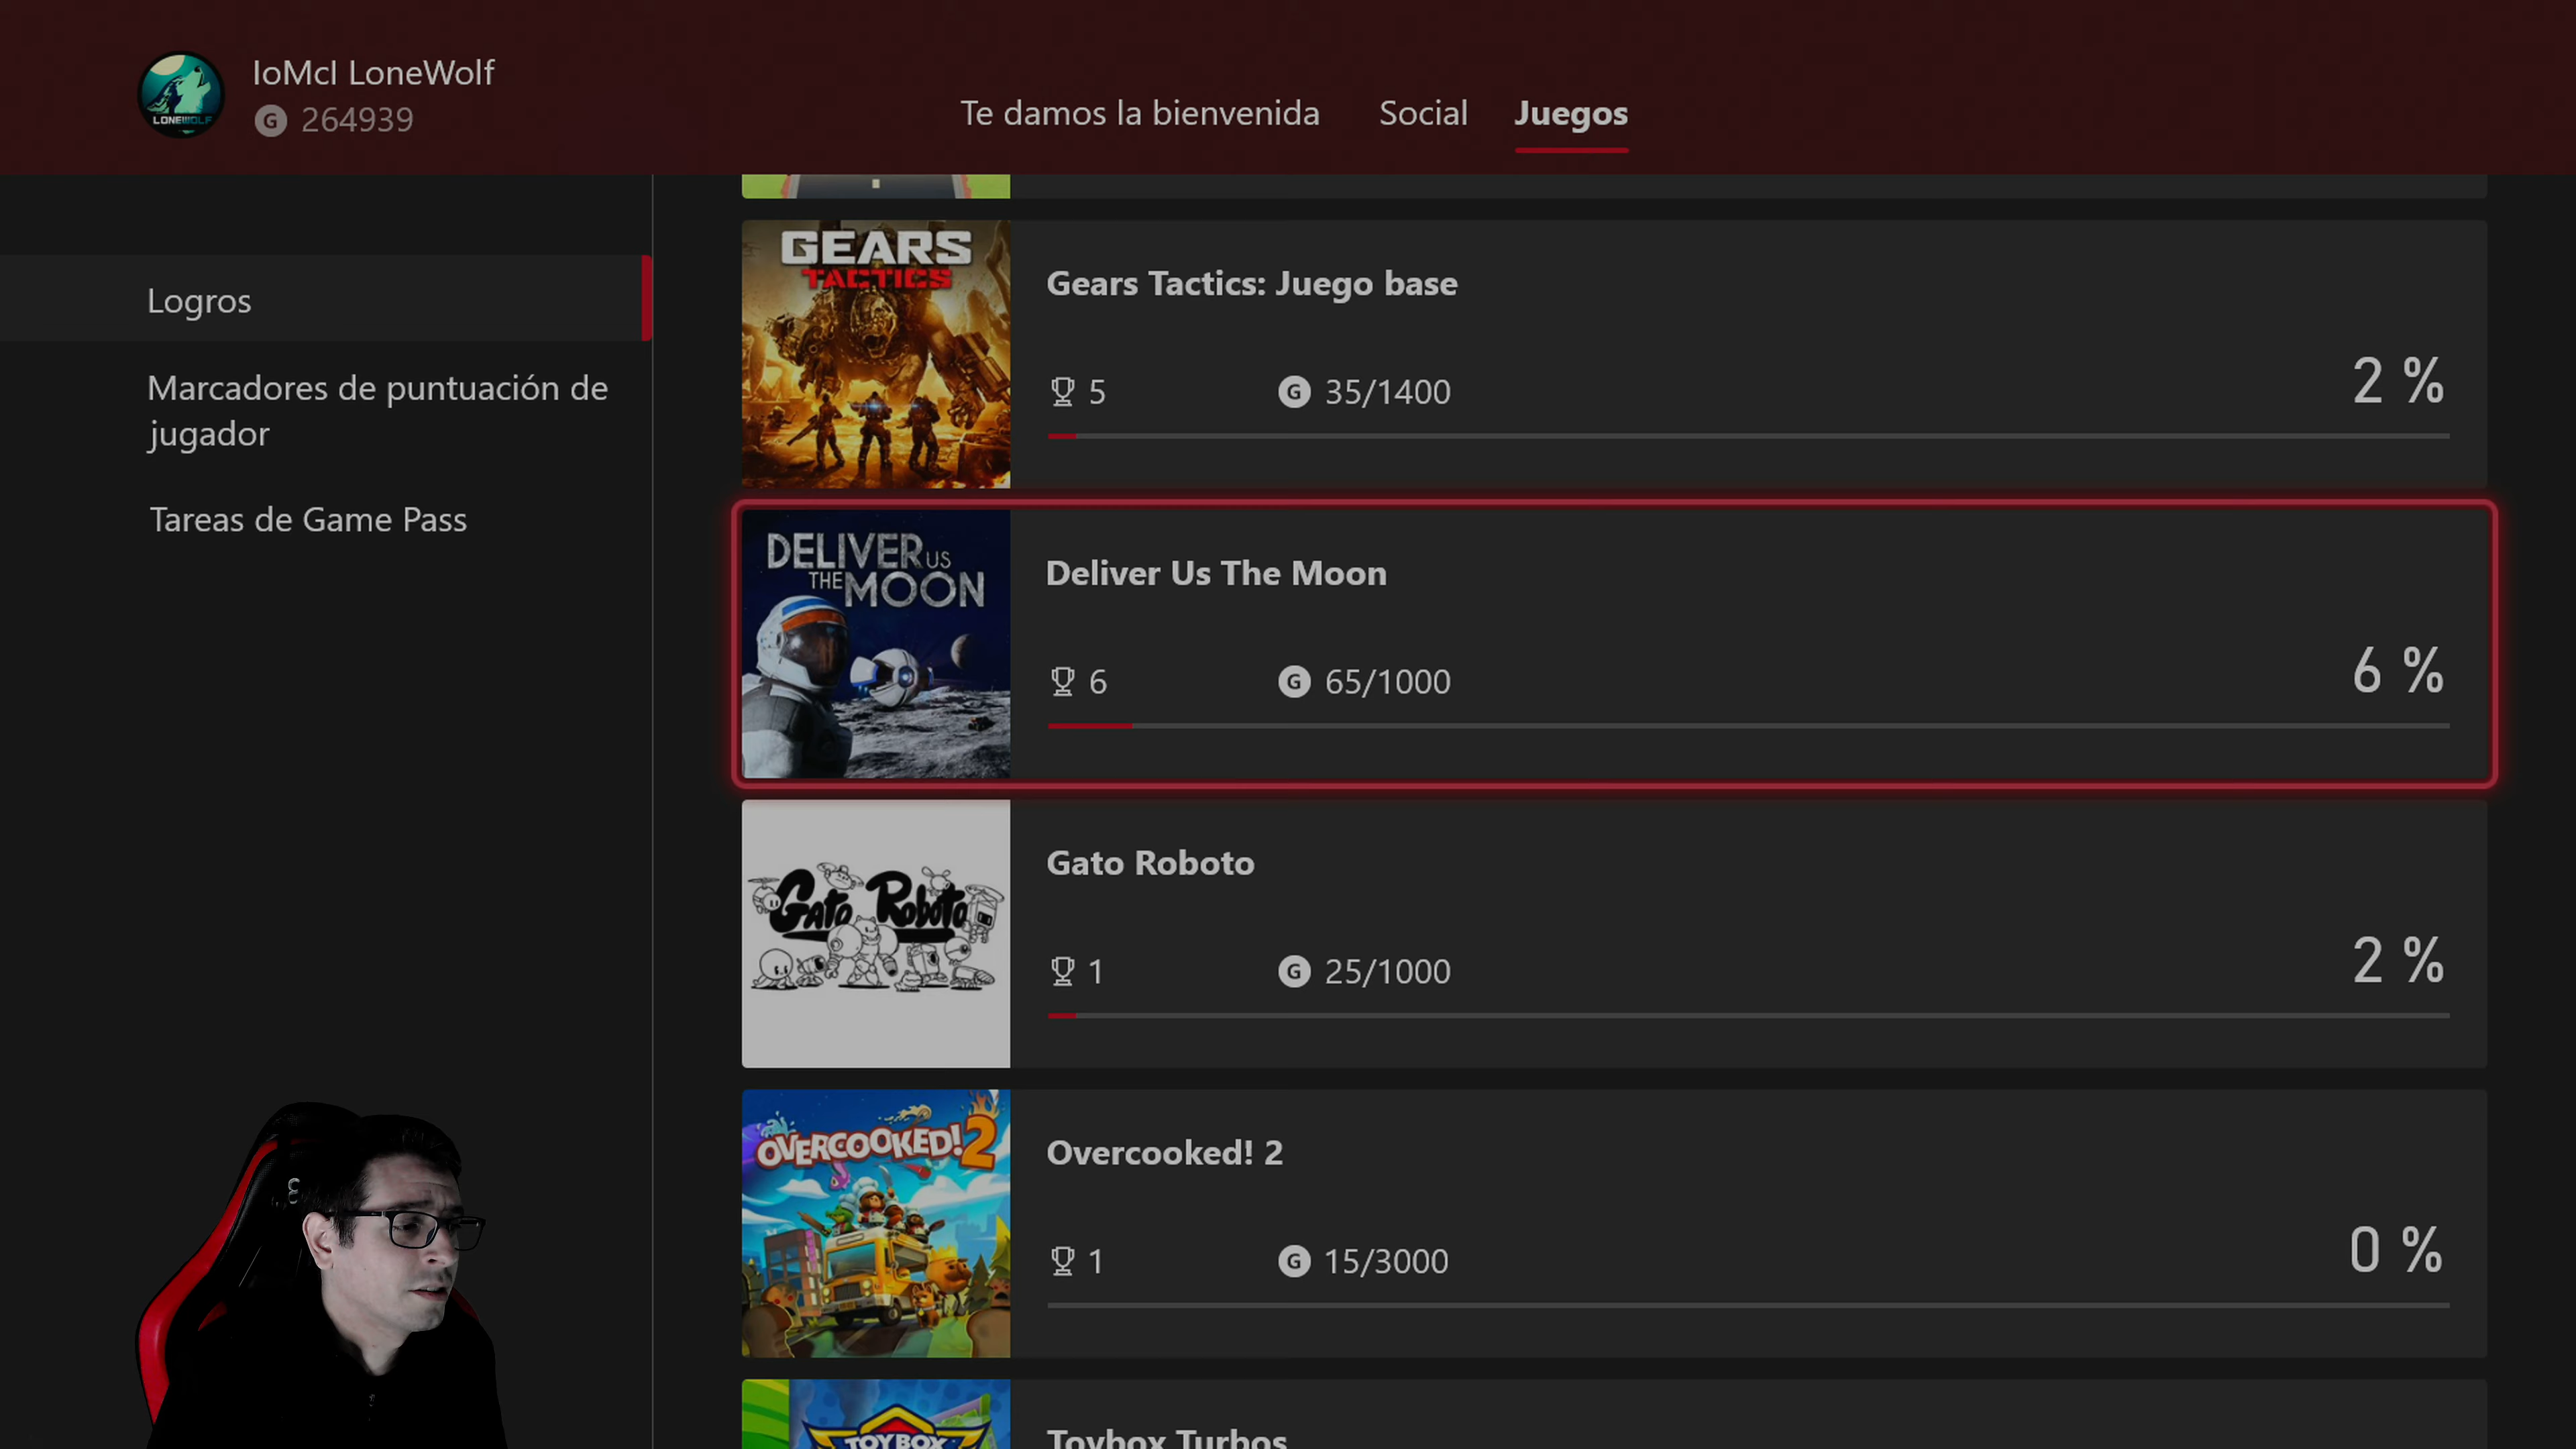 IoMcI LoneWolf
G 264939
LONEWOLF
Te damos la bienvenida Social Juegos
Logros
Marcadores de puntuación de
jugador
Tareas de Game Pass
GEARS
TACTICS
Gears Tactics: Juego base
5 G 35/1400 2 %
DELIVER US
THE MOON
Deliver Us The Moon
6 G 65/1000 6 %
Gato Roboto
Gato Roboto
1 G 25/1000 2 %
OVERCOOKED! 2
Overcooked! 2
1 G 15/3000 0 %
TOYBOX
Toybox Turbos